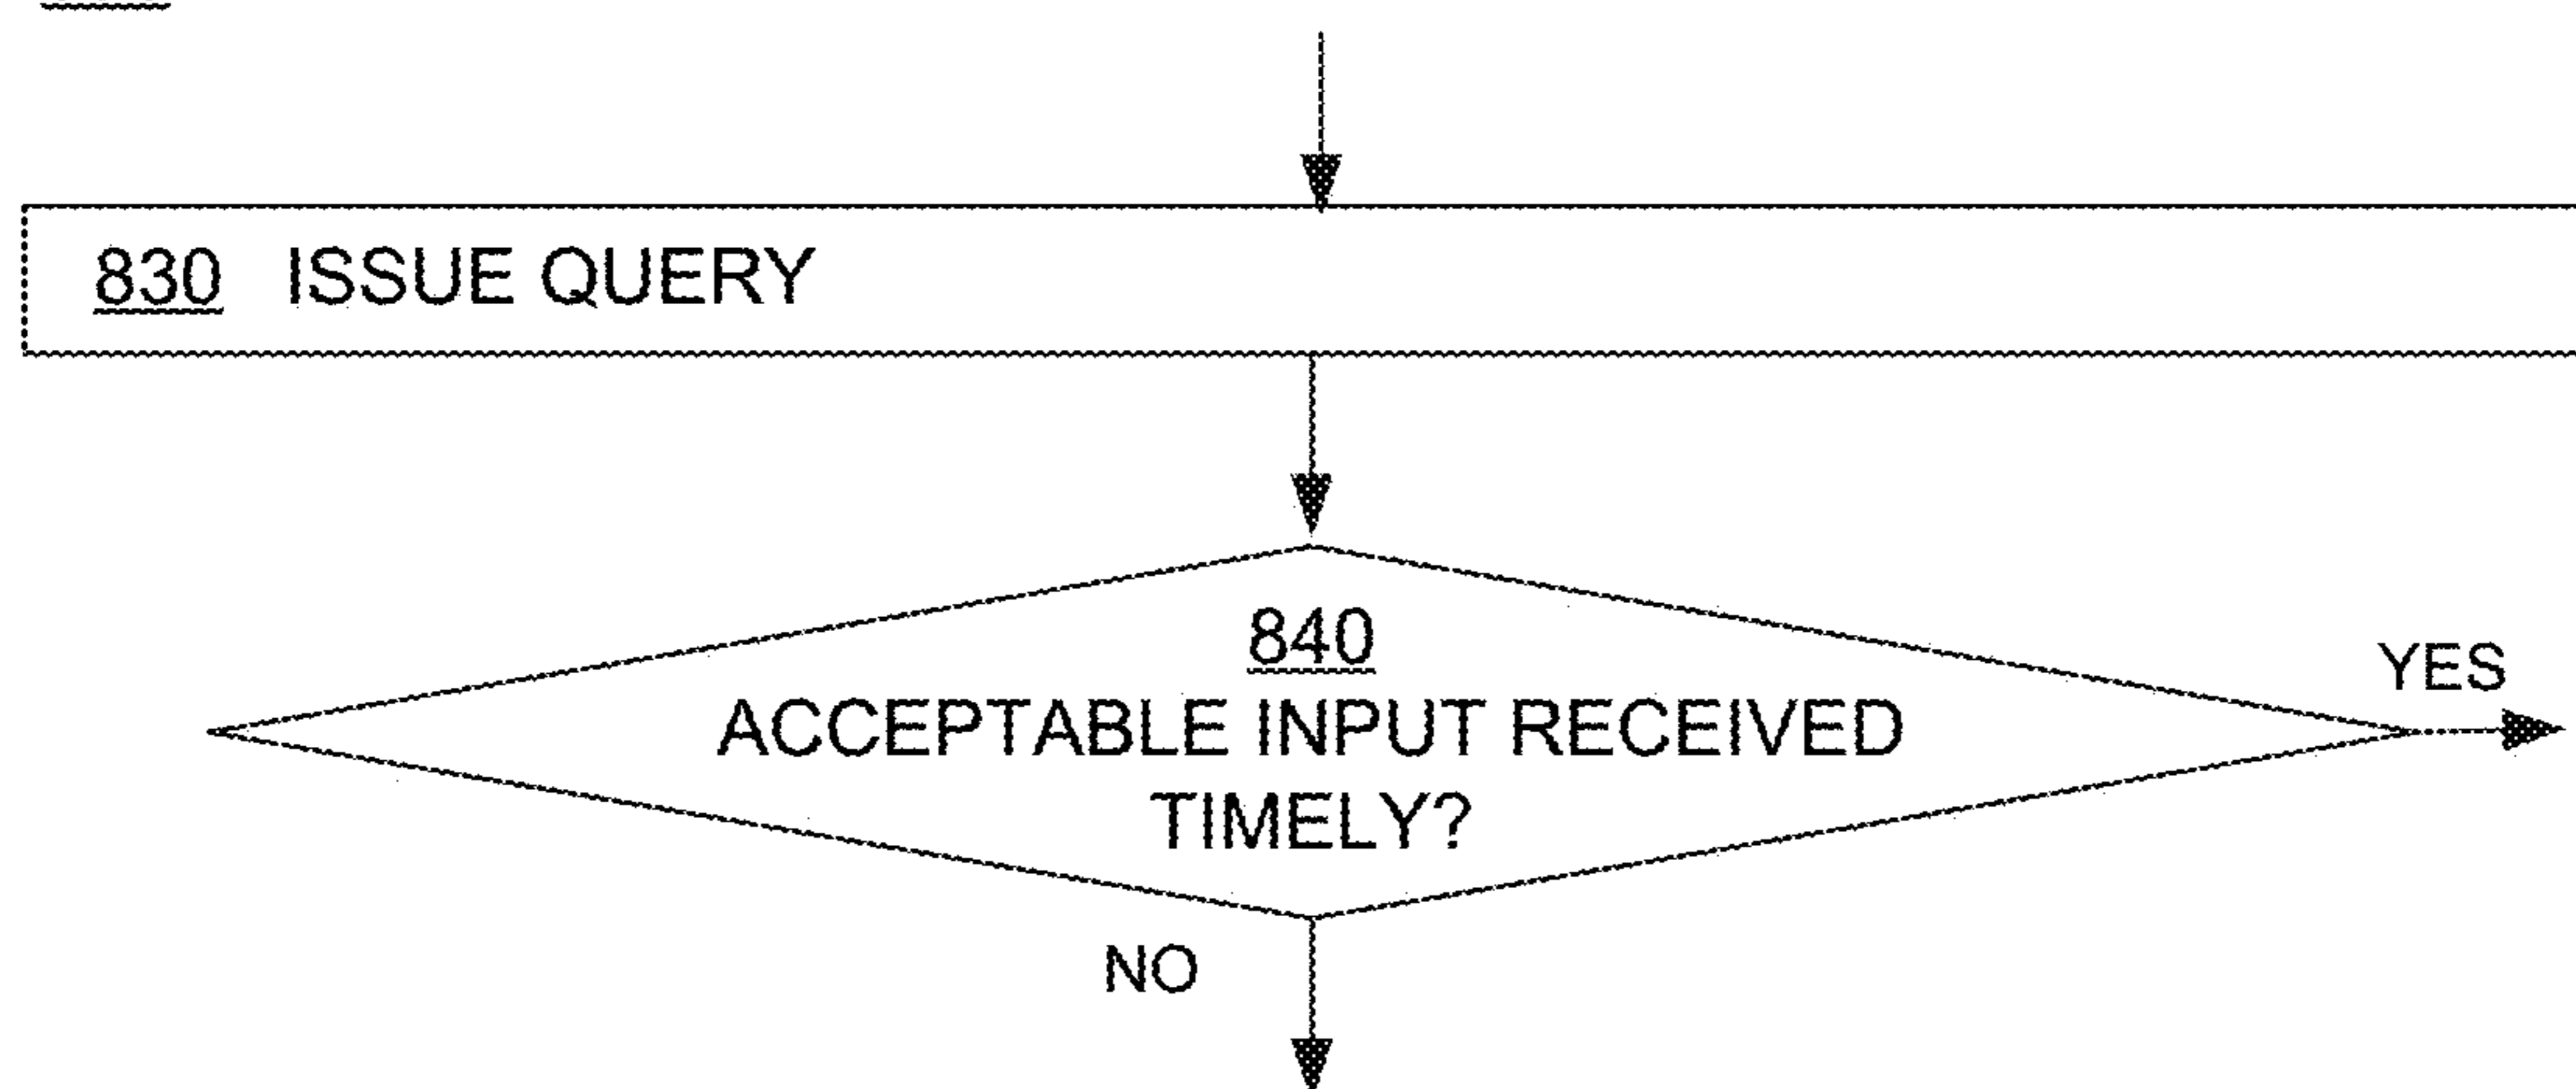 830 ISSUE QUERY
840
ACCEPTABLE INPUT RECEIVED
TIMELY?
YES
NO